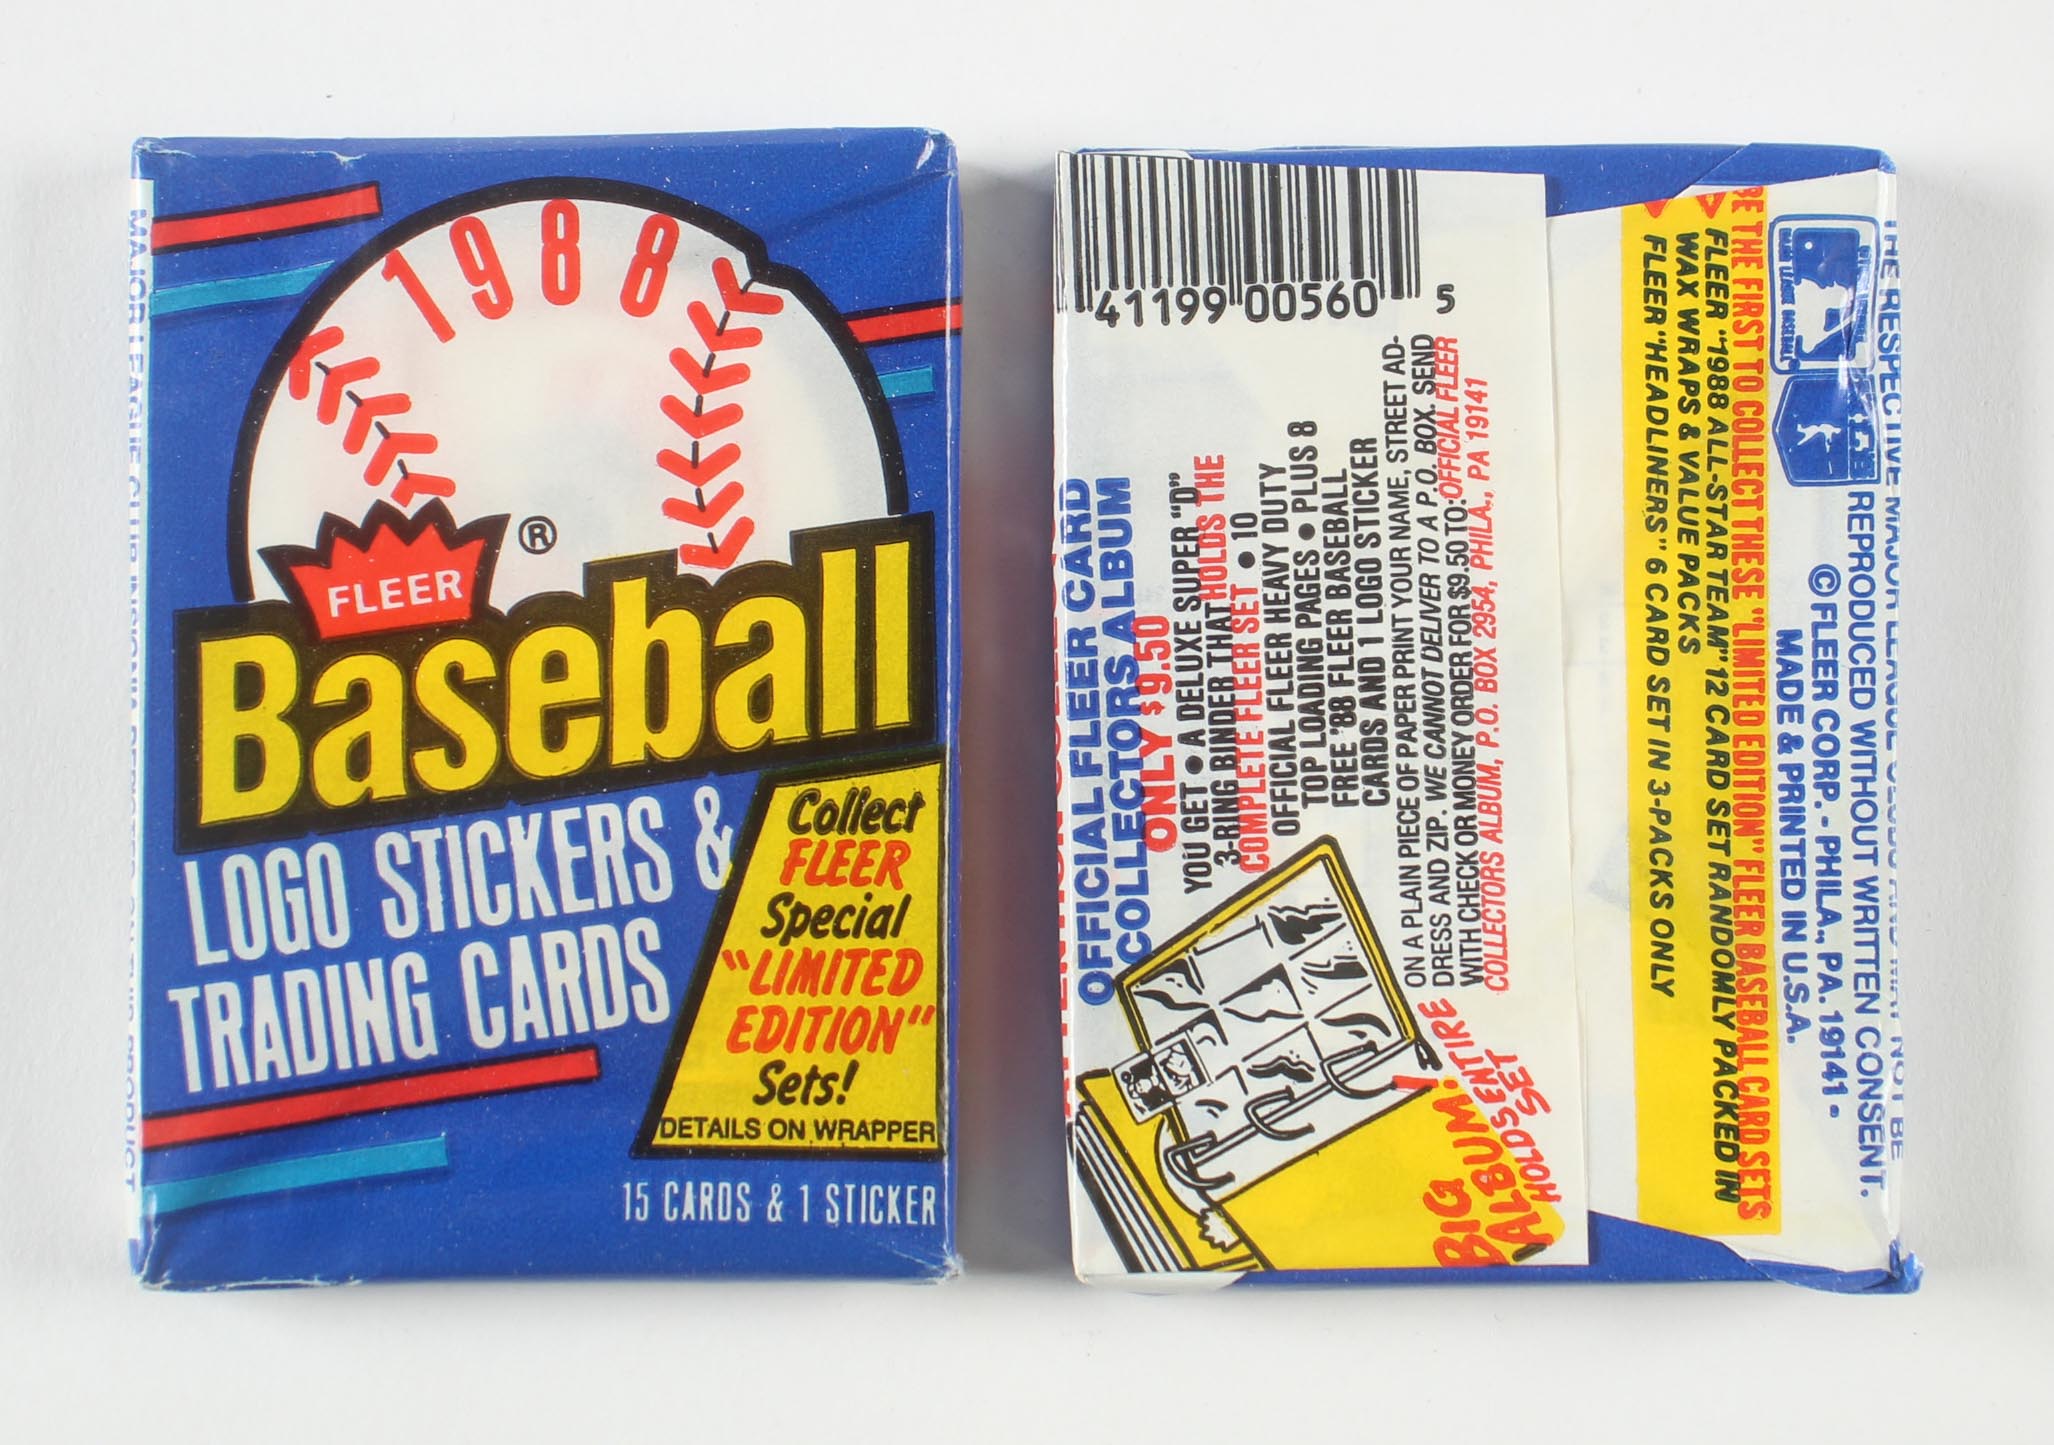 1988
FLEER
®
Baseball
LOGO STICKERS &
TRADING CARDS
Collect
FLEER
Special
"LIMITED
EDITION"
Sets!
DETAILS ON WRAPPER
15 CARDS & 1 STICKER
41199 00560 5
OFFICIAL FLEER CARD
COLLECTORS ALBUM
ONLY $9.50
YOU GET • A DELUXE SUPER "D"
3-RING BINDER THAT HOLDS THE
COMPLETE FLEER SET • 10
OFFICIAL FLEER HEAVY DUTY
TOP LOADING PAGES • PLUS 8
FREE '88 FLEER BASEBALL
CARDS AND 1 LOGO STICKER
ON A PLAIN PIECE OF PAPER PRINT YOUR NAME, STREET AD-
DRESS AND ZIP. WE CANNOT DELIVER TO A P.O. BOX. SEND
WITH CHECK OR MONEY ORDER FOR $9.50 TO: OFFICIAL FLEER
COLLECTORS ALBUM, P.O. BOX 2954, PHILA., PA 19141
BIG
ALBUM!
HOLDS ENTIRE
SET
BE THE FIRST TO COLLECT THESE "LIMITED EDITION" FLEER BASEBALL CARD SETS
FLEER "1988 ALL-STAR TEAM" 12 CARD SET RANDOMLY PACKED IN
WAX WRAPS & VALUE PACKS
FLEER "HEADLINERS" 6 CARD SET IN 3-PACKS ONLY
THE RESPECTIVE MAJOR LEAGUE
NOT BE
REPRODUCED WITHOUT WRITTEN CONSENT.
© FLEER CORP. - PHILA., PA. 19141 -
MADE & PRINTED IN U.S.A.